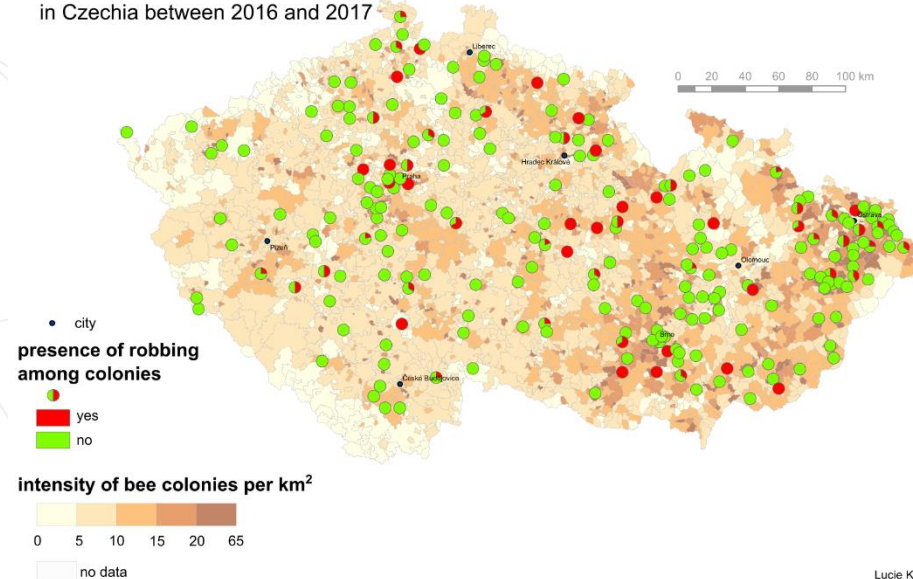 in Czechia between 2016 and 2017
Liberec
0 20 40 60 80 100 km
Hradec Králové
Praha
Ostrava
Plzeň
Olomouc
city
Brno
presence of robbing
among colonies
České Budějovice
yes
no
intensity of bee colonies per km²
0 5 10 15 20 65
no data
Lucie K